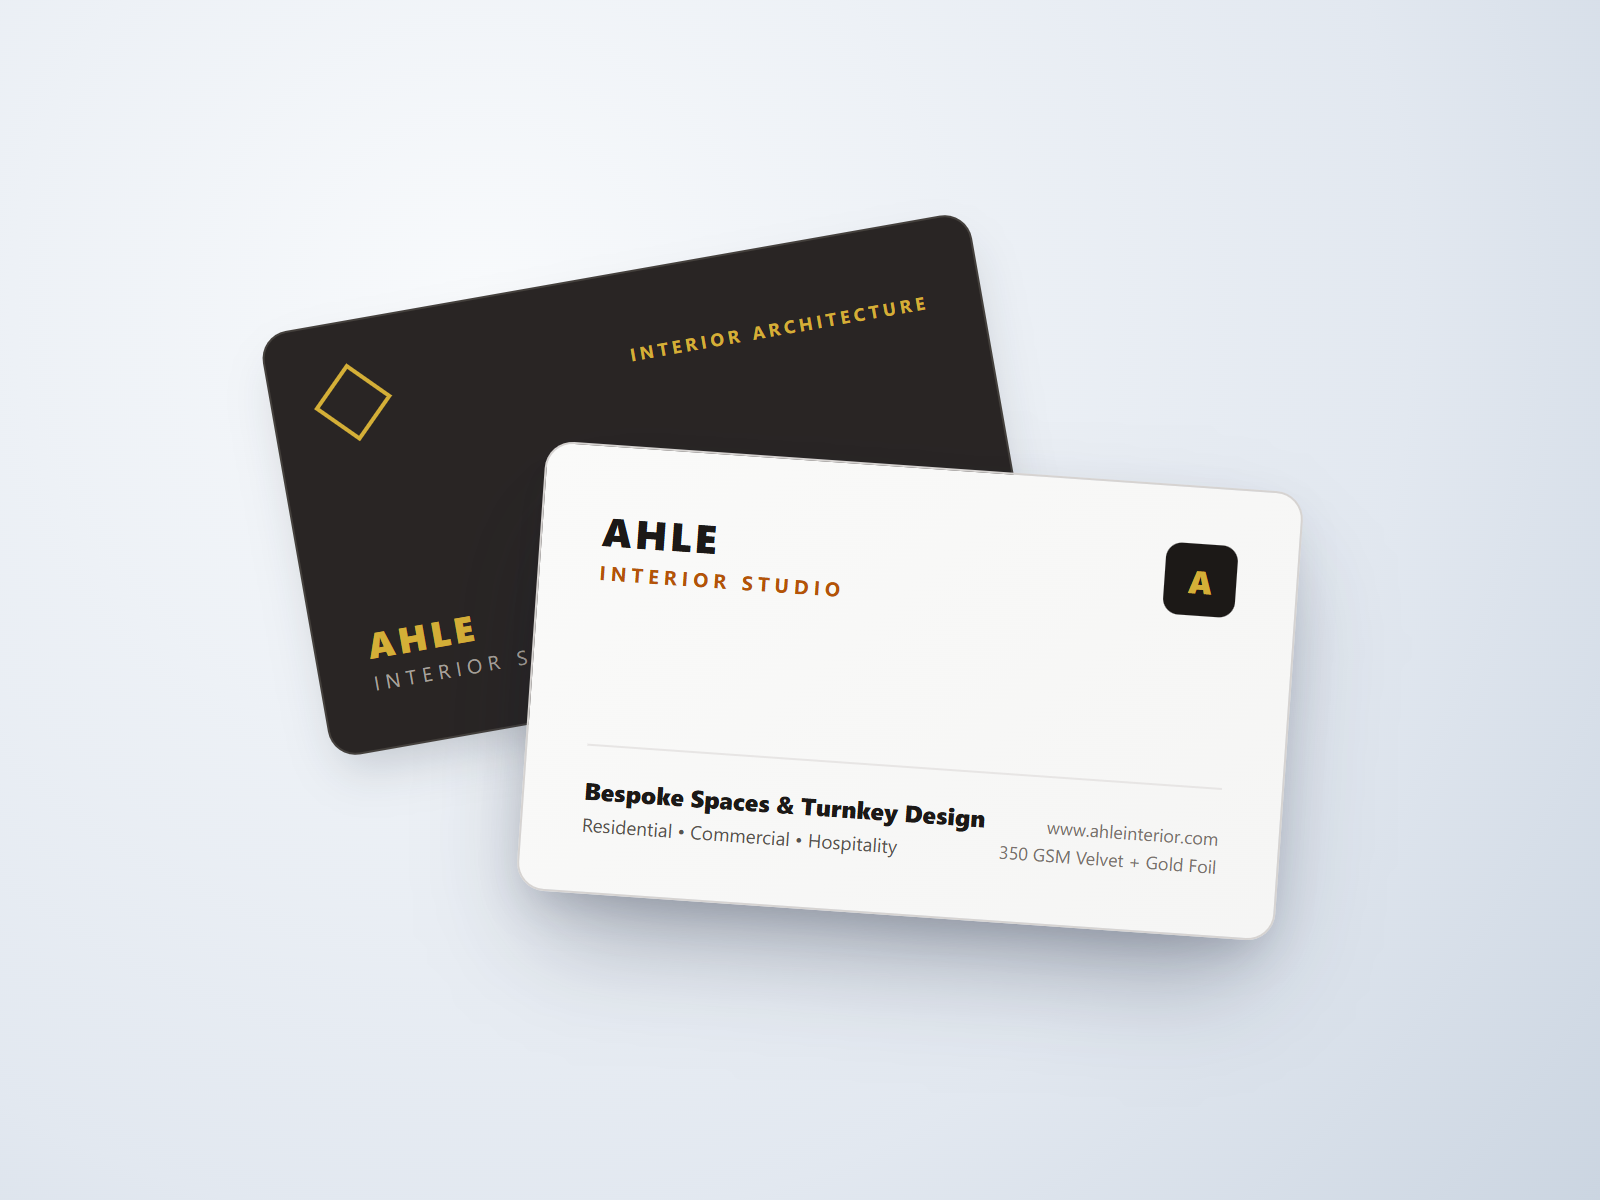 INTERIOR ARCHITECTURE
AHLE
INTERIOR S
AHLE
INTERIOR STUDIO
A
Bespoke Spaces & Turnkey Design
Residential • Commercial • Hospitality
www.ahleinterior.com
350 GSM Velvet + Gold Foil